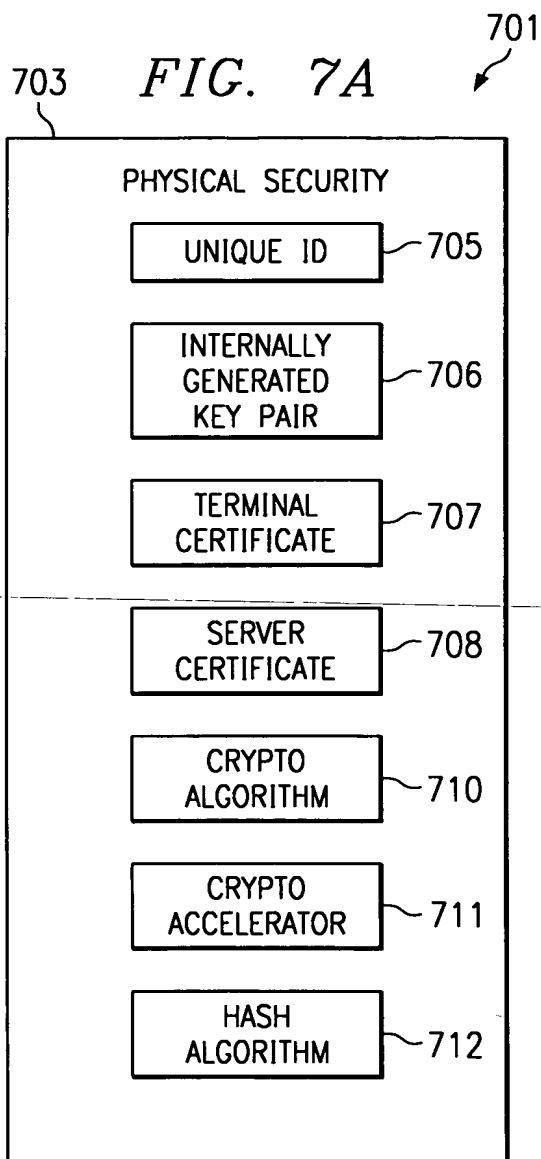 701
703 FIG. 7A
PHYSICAL SECURITY
UNIQUE ID 705
INTERNALLY
GENERATED 706
KEY PAIR
TERMINAL 707
CERTIFICATE
SERVER 708
CERTIFICATE
CRYPTO
ALGORITHM 710
CRYPTO
ACCELERATOR 711
HASH
ALGORITHM 712